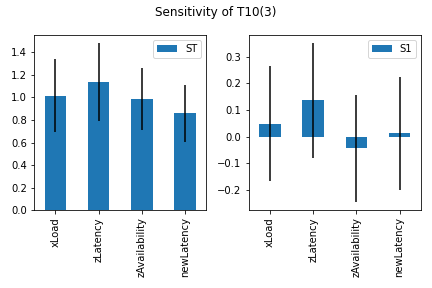 Sensitivity of T10(3)
ST
1.4
1.2
1.0
0.8
0.6
0.4
0.2
0.0
xLoad
zLatency
zAvailability
newLatency
S1
0.3
0.2
0.1
0.0
−0.1
−0.2
xLoad
zLatency
zAvailability
newLatency